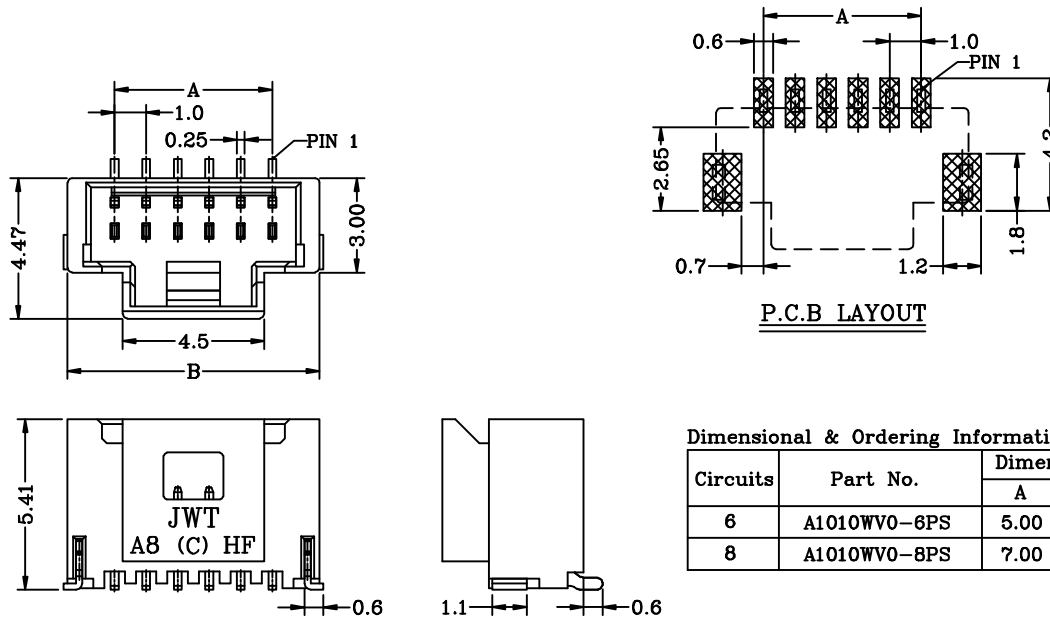 A
1.0
0.25
PIN 1
4.47
3.00
4.5
B
A
0.6
1.0
PIN 1
2.65
0.7
1.2
1.8
P.C.B LAYOUT
5.41
JWT
A8 (C) HF
0.6
1.1
0.6
Dimensional & Ordering
Circuits Part No.
A
6 A1010WV0-6PS 5.00
8 A1010WV0-8PS 7.00